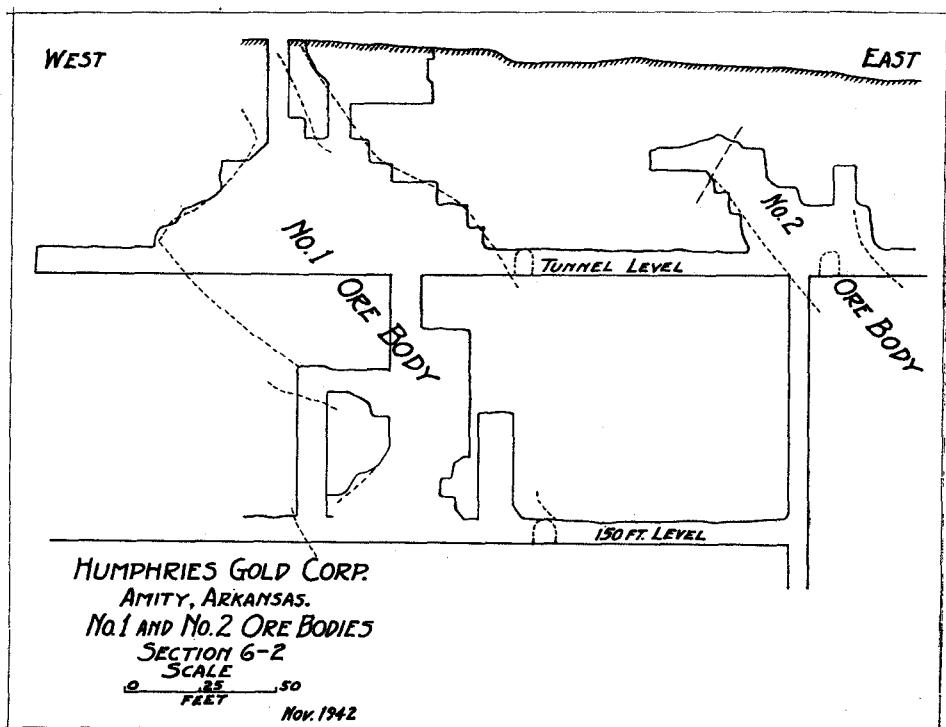 WEST
EAST
No.1
ORE BODY
No. 2
ORE BODY
TUNNEL LEVEL
150 FT. LEVEL
HUMPHRIES GOLD CORP.
AMITY, ARKANSAS.
No.1 AND No.2 ORE BODIES
SECTION G-2
SCALE
0 25 50
FEET
Nov. 1942